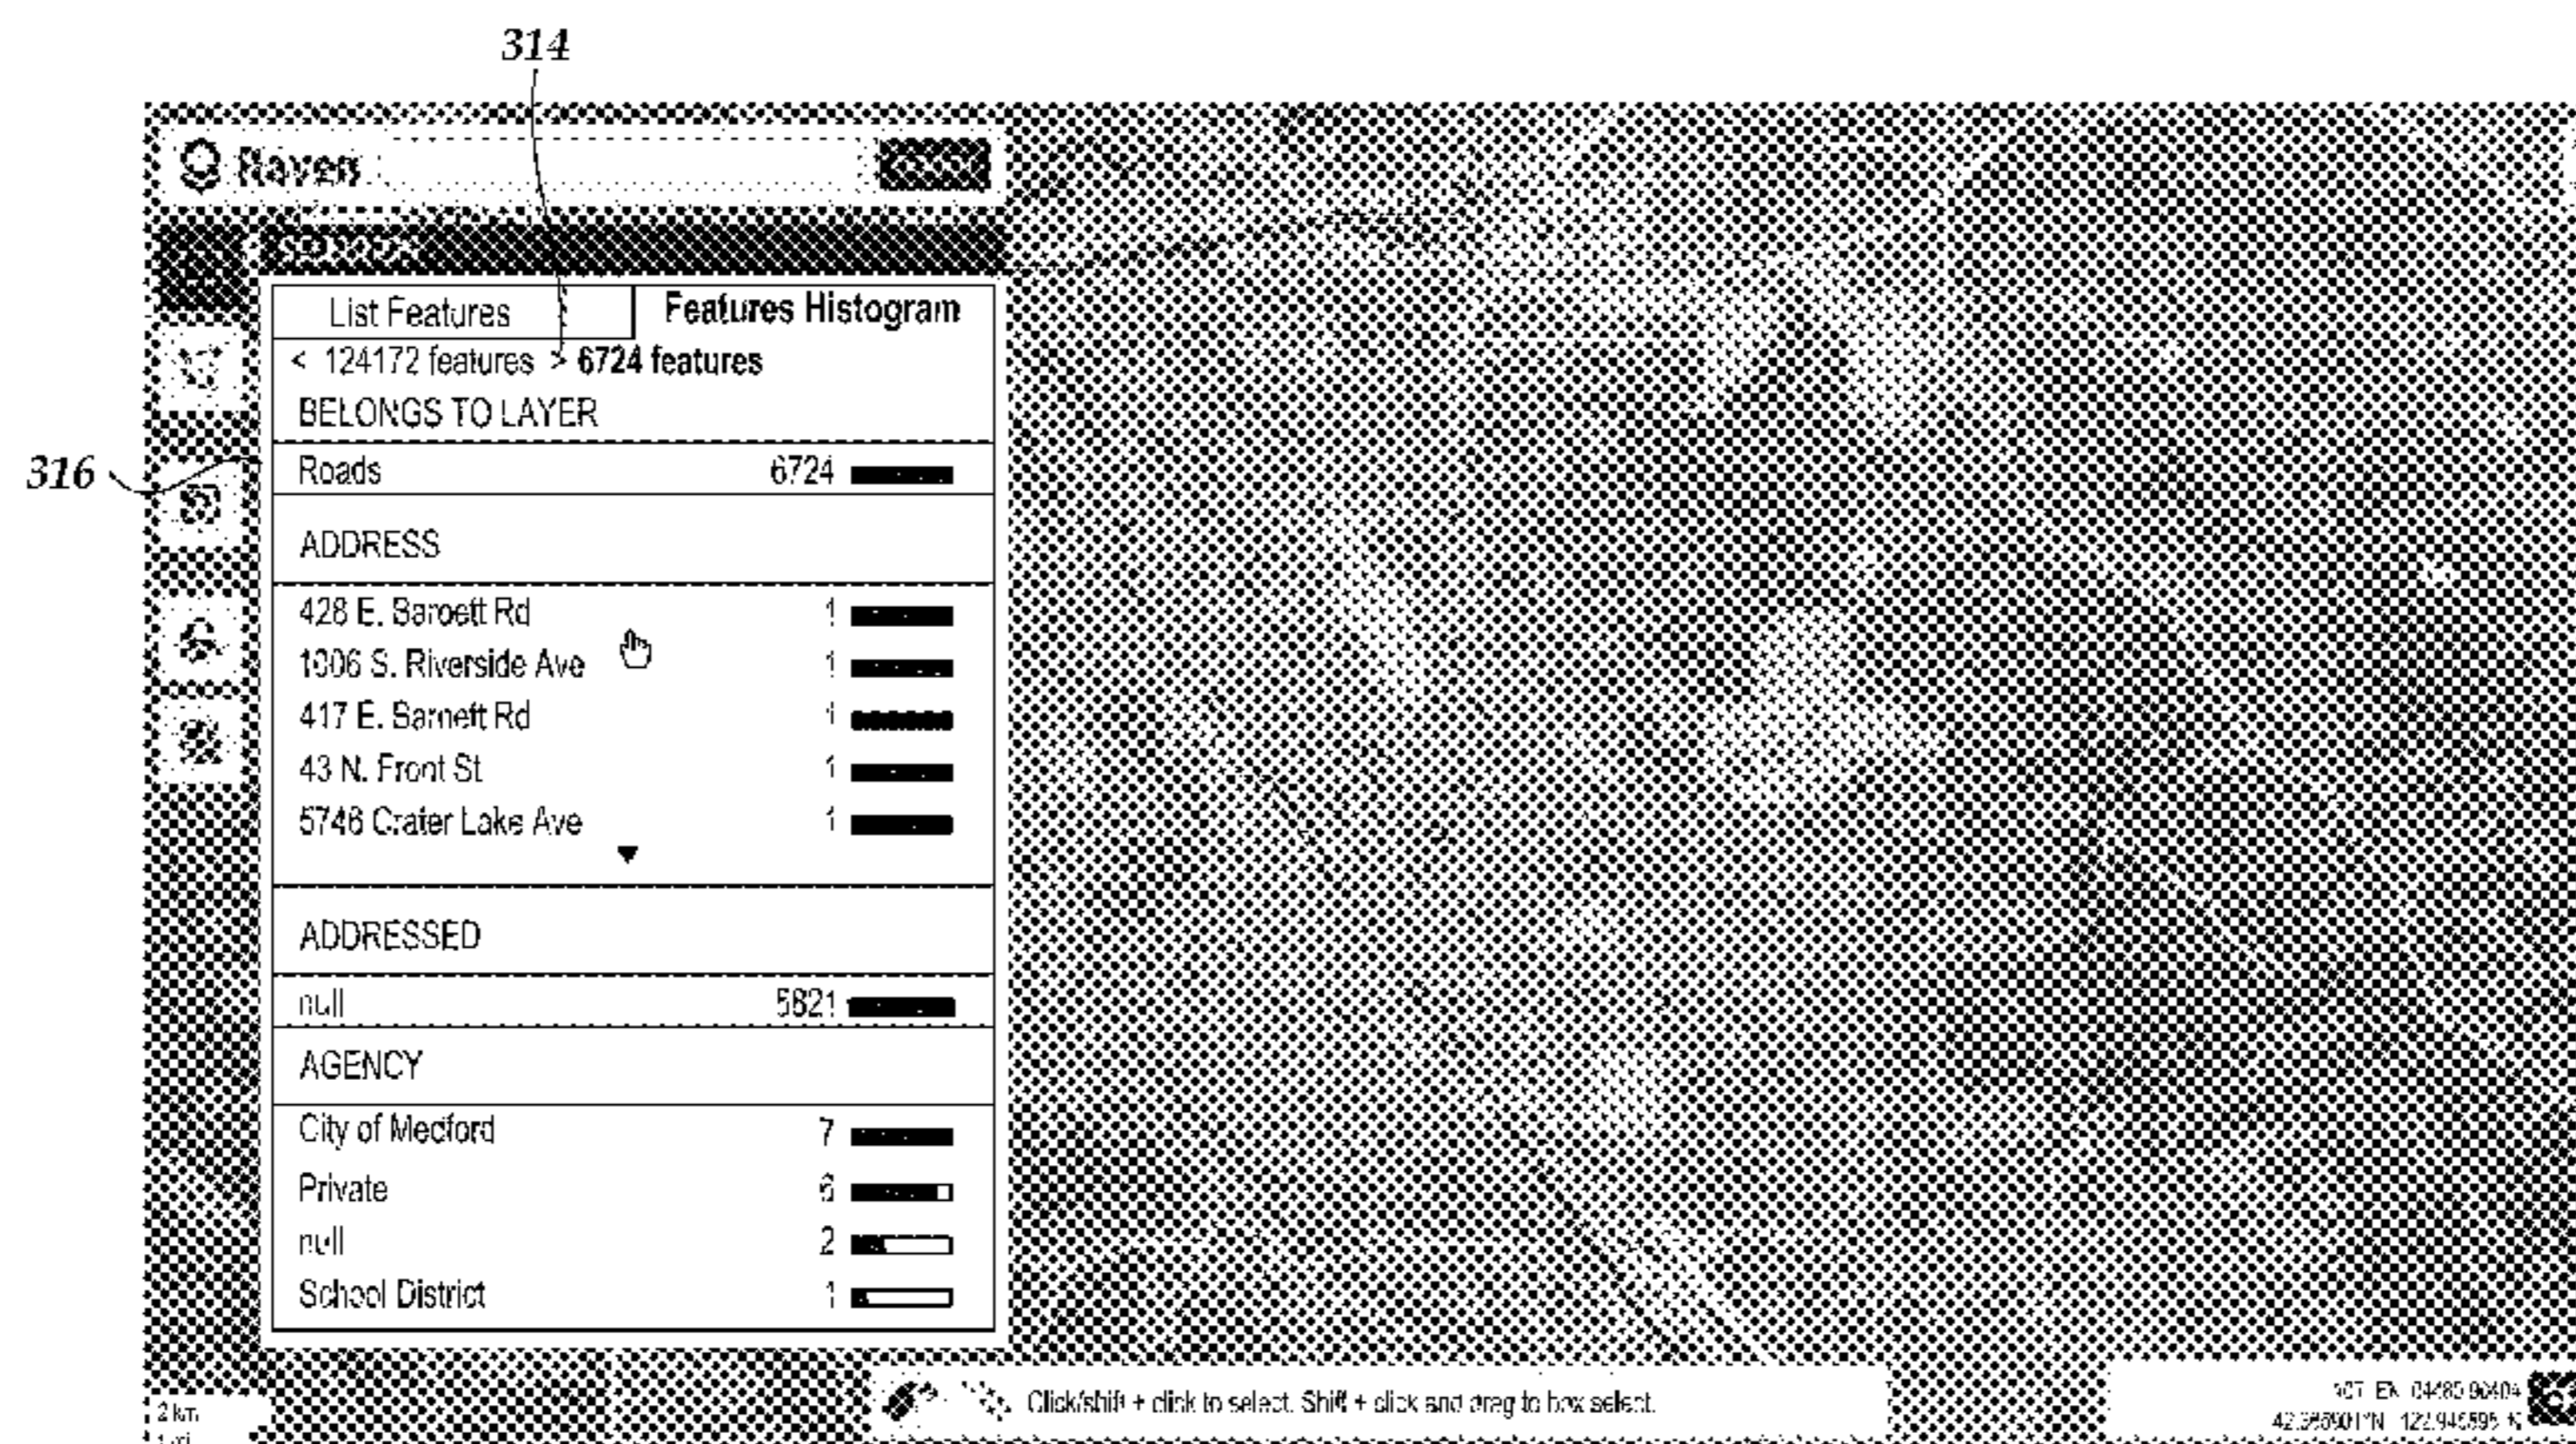 314
Raven
List Features Features Histogram
< 124172 features > 6724 features
BELONGS TO LAYER
316
Roads 6724
ADDRESS
428 E. Baroett Rd 1
1006 S. Riverside Ave 1
417 E. Barnett Rd 1
43 N. Front St 1
5746 Crater Lake Ave 1
ADDRESSED
null 5821
AGENCY
City of Medford 7
Private 6
null 2
School District 1
Click/shift + click to select. Shift + click and drag to box select.
2 km
1 mi